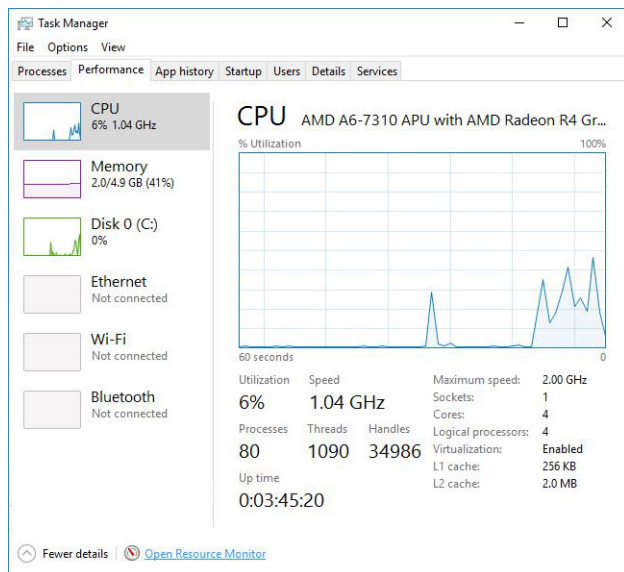 Task Manager
File Options View
Processes Performance App history Startup Users Details Services
CPU
6% 1.04 GHz
Memory
2.0/4.9 GB (41%)
Disk 0 (C:)
0%
Ethernet
Not connected
Wi-Fi
Not connected
Bluetooth
Not connected
CPU AMD A6-7310 APU with AMD Radeon R4 Gr...
% Utilization 100%
60 seconds 0
Utilization Speed
6% 1.04 GHz
Processes Threads Handles
80 1090 34986
Up time
0:03:45:20
Maximum speed: 2.00 GHz
Sockets: 1
Cores: 4
Logical processors: 4
Virtualization: Enabled
L1 cache: 256 KB
L2 cache: 2.0 MB
Fewer details Open Resource Monitor